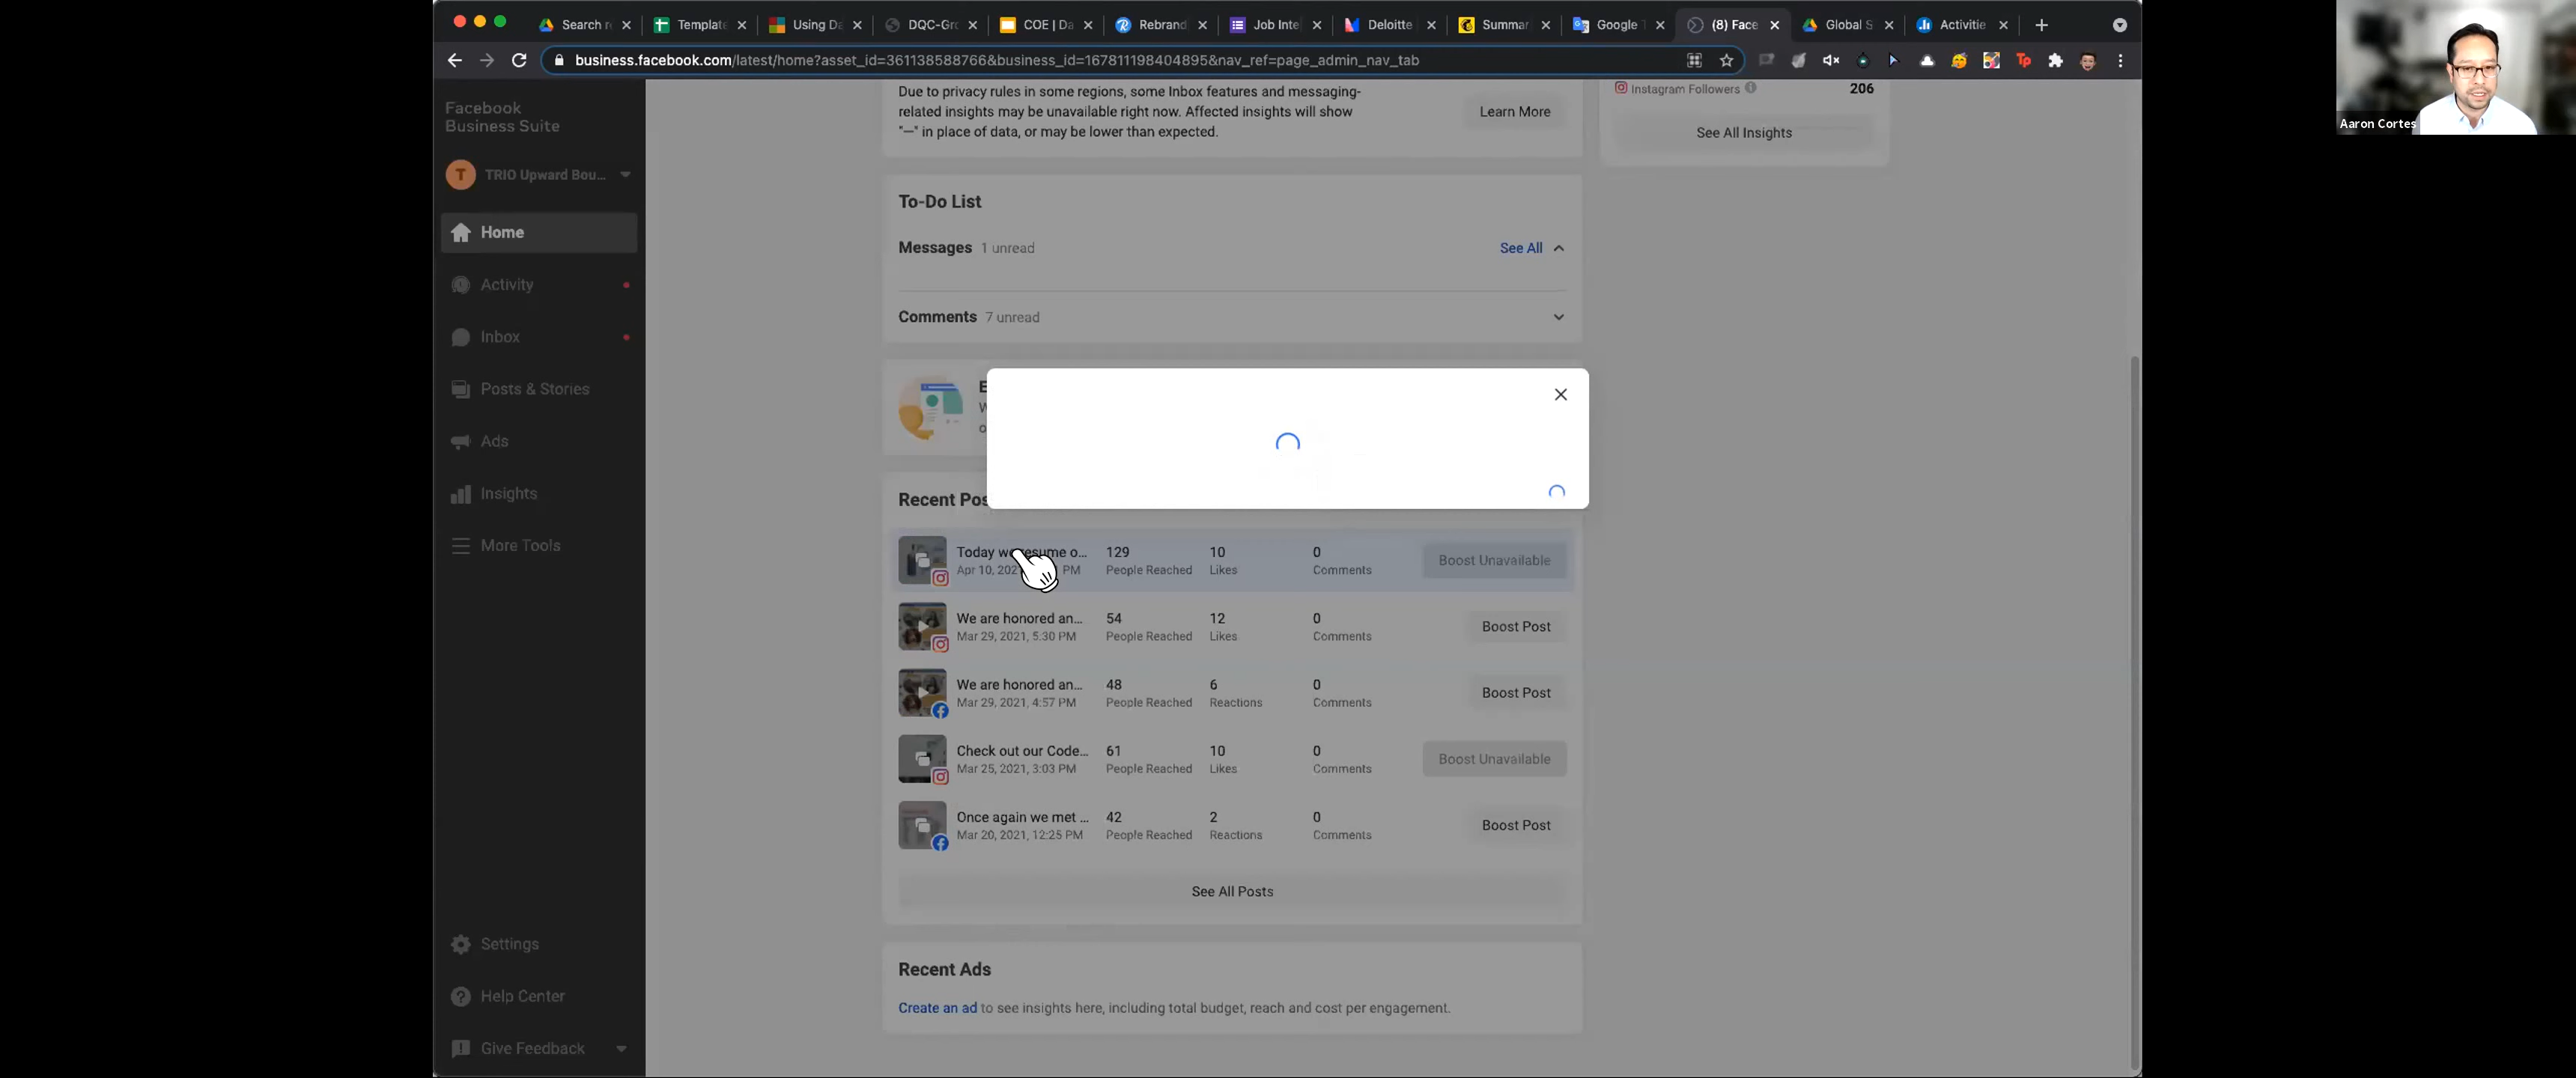 Search r
Template
Using Da
DQC-Gr
COE | Da
Rebrand
Job Inte
Deloitte
Summar
Google T
(8) Face
Global S
Activitie
business.facebook.com/latest/home?asset_id=361138588766&business_id=167811198404895&nav_ref=page_admin_nav_tab
Aaron Cortes
Facebook
Business Suite
T TRIO Upward Bou...
Home
Activity
Inbox
Posts & Stories
Ads
Insights
More Tools
Settings
Help Center
Give Feedback
Due to privacy rules in some regions, some Inbox features and messaging-
related insights may be unavailable right now. Affected insights will show
"—" in place of data, or may be lower than expected.
Learn More
Instagram Followers 206
See All Insights
To-Do List
Messages 1 unread See All
Comments 7 unread
Recent Pos
Today we resume o... 129 10 0 Boost Unavailable
Apr 10, 202 PM People Reached Likes Comments
We are honored an... 54 12 0 Boost Post
Mar 29, 2021, 5:30 PM People Reached Likes Comments
We are honored an... 48 6 0 Boost Post
Mar 29, 2021, 4:57 PM People Reached Reactions Comments
Check out our Code... 61 10 0 Boost Unavailable
Mar 25, 2021, 3:03 PM People Reached Likes Comments
Once again we met ... 42 2 0 Boost Post
Mar 20, 2021, 12:25 PM People Reached Reactions Comments
See All Posts
Recent Ads
Create an ad to see insights here, including total budget, reach and cost per engagement.